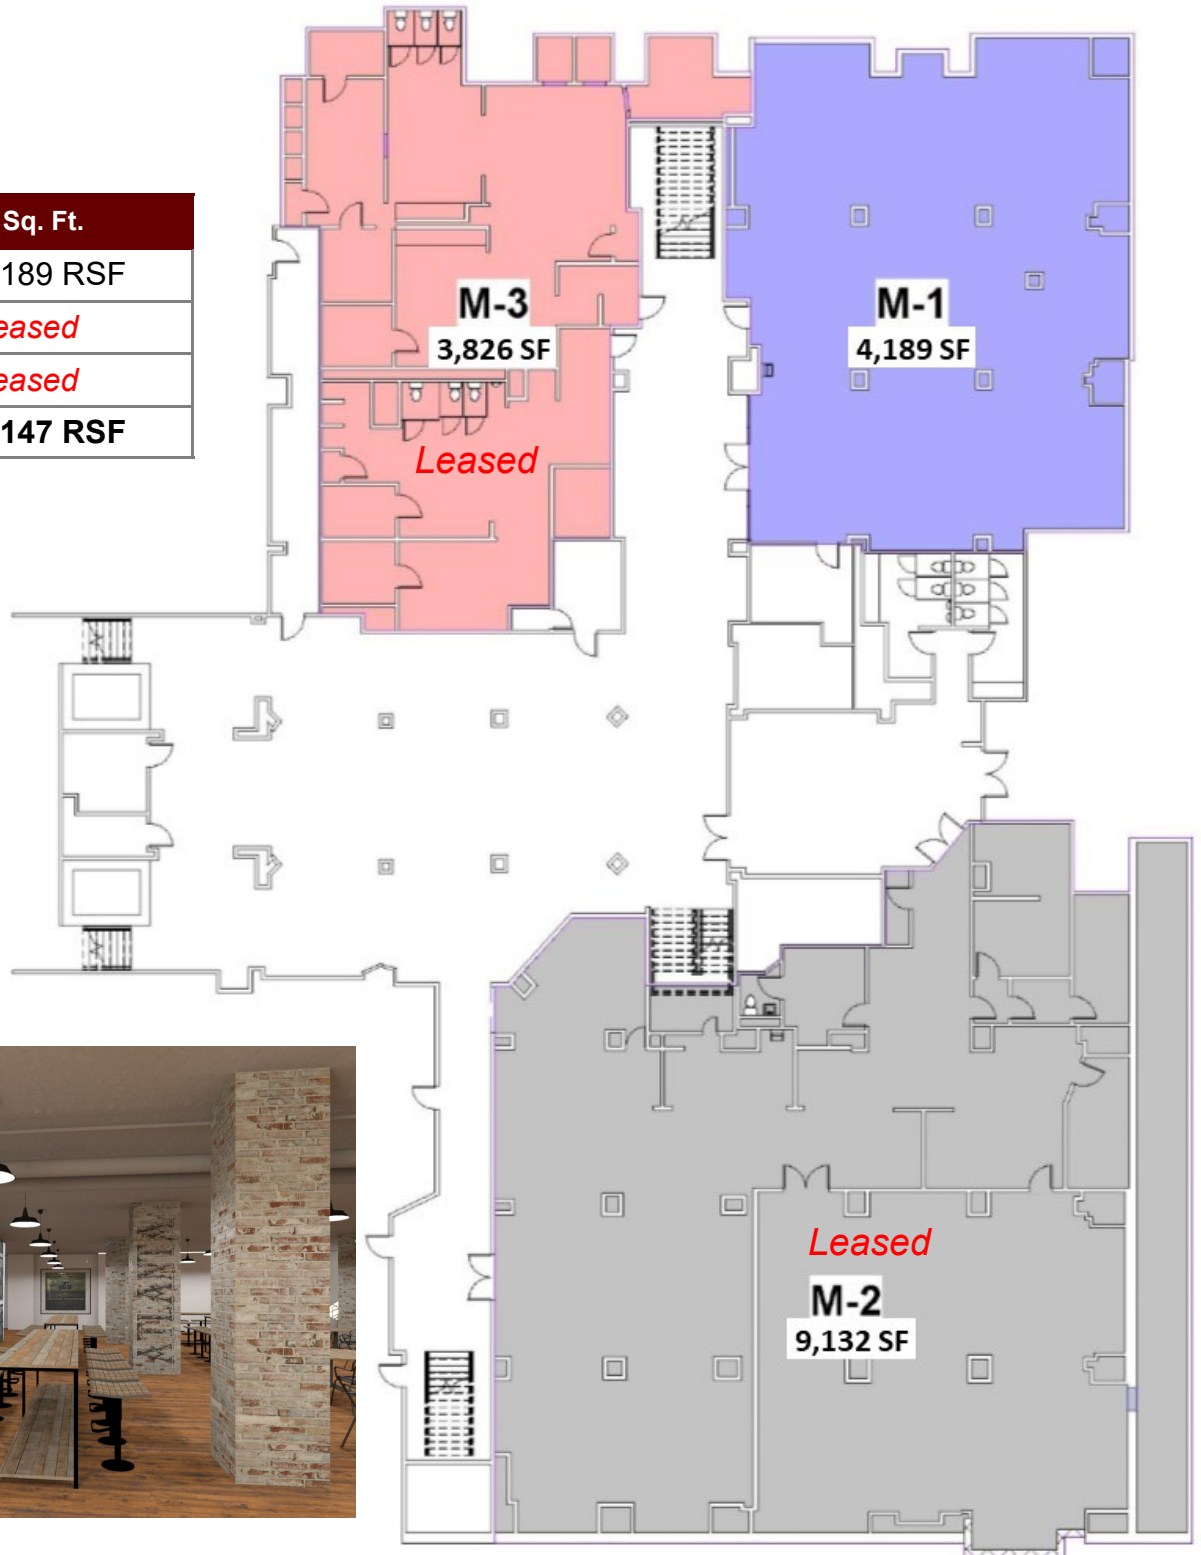 Sq. Ft.
189 RSF
eased
eased
147 RSF
M-3
3,826 SF
Leased
M-1
4,189 SF
Leased
M-2
9,132 SF